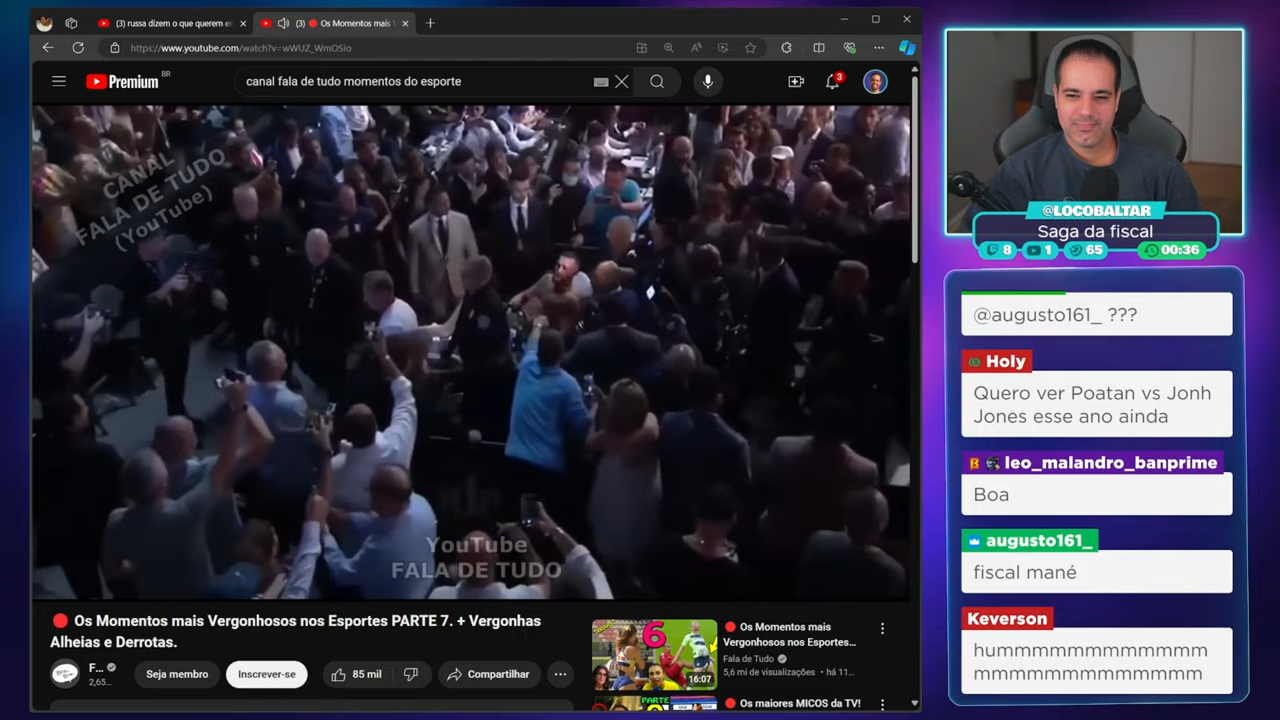 (3) russa dizem o que querem e
(3) 🔴 Os Momentos mais V
https://www.youtube.com/watch?v=wWUZ_WmOSio
Premium BR
canal fala de tudo momentos do esporte
3
CANAL
FALA DE TUDO
(YouTube)
YouTube
FALA DE TUDO
🔴 Os Momentos mais Vergonhosos nos Esportes PARTE 7. + Vergonhas
Alheias e Derrotas.
F...
2,65...
Seja membro
Inscrever-se
85 mil
Compartilhar
6
16:07
🔴 Os Momentos mais
Vergonhosos nos Esportes...
Fala de Tudo
5,6 mi de visualizações • há 11...
PARTE
🔴 Os maiores MICOS da TV!
@LOCOBALTAR
Saga da fiscal
8
1
65
00:36
@augusto161_ ???
Holy
Quero ver Poatan vs Jonh
Jones esse ano ainda
leo_malandro_banprime
Boa
augusto161_
fiscal mané
Keverson
hummmmmmmmmmm
mmmmmmmmmmmmm